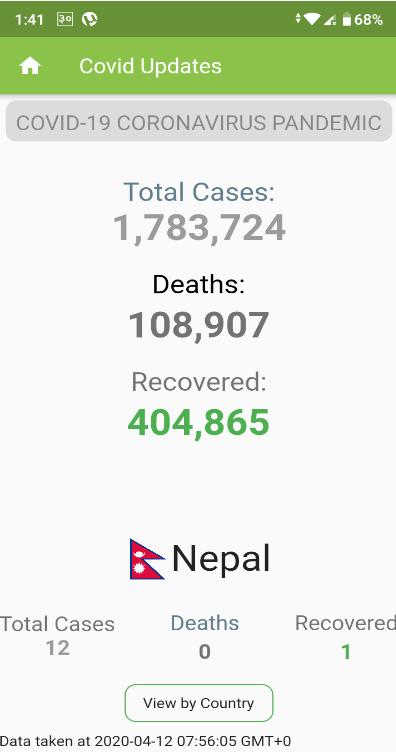 1:41 ३० 68%
Covid Updates
COVID-19 CORONAVIRUS PANDEMIC
Total Cases:
1,783,724
Deaths:
108,907
Recovered:
404,865
Nepal
Total Cases Deaths Recovered
12 0 1
View by Country
Data taken at 2020-04-12 07:56:05 GMT+0